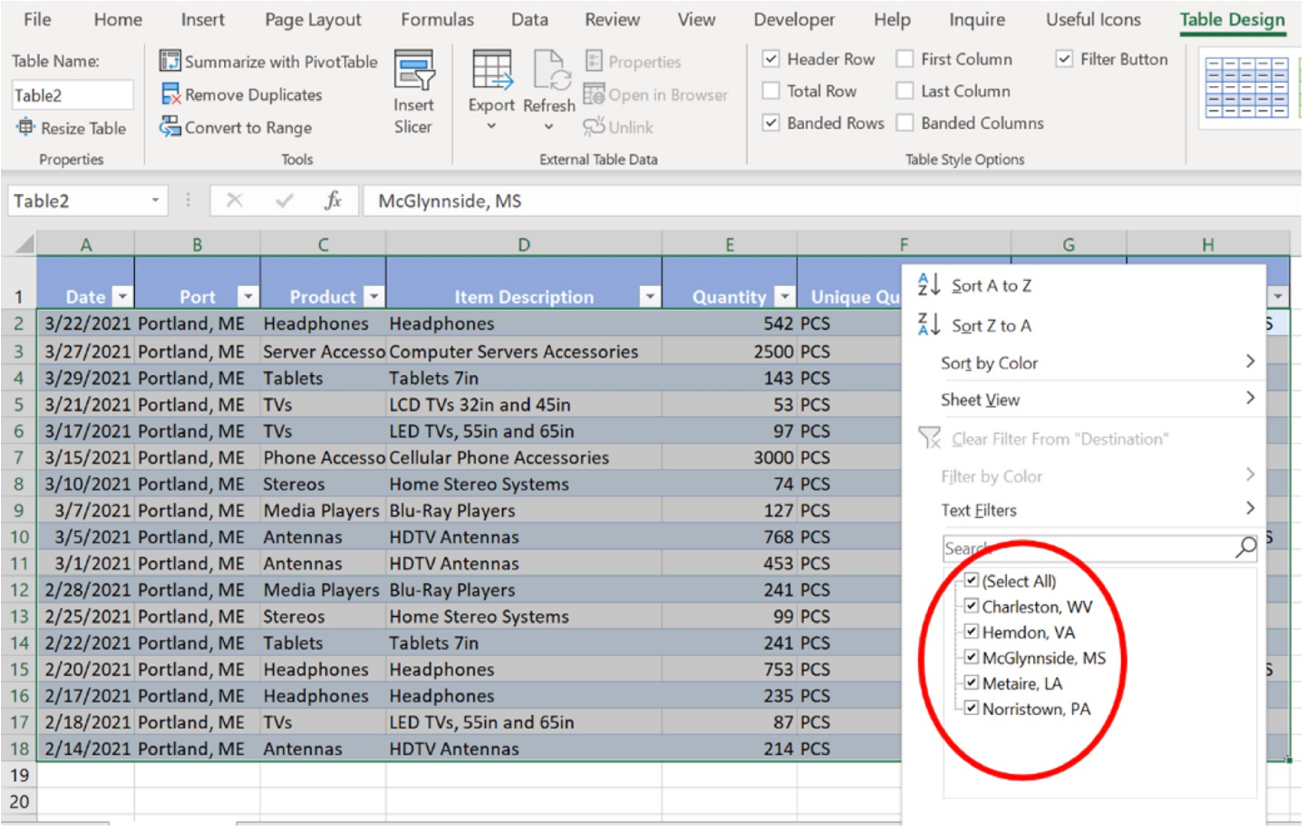 File Home Insert Page Layout Formulas Data Review View Developer Help Inquire Useful Icons Table Design
Table Name:
Table2
Resize Table
Properties
Summarize with PivotTable
Remove Duplicates
Convert to Range
Tools
Insert
Slicer
Export
Refresh
Properties
Open in Browser
Unlink
External Table Data
Header Row First Column Filter Button
Total Row Last Column
Banded Rows Banded Columns
Table Style Options
Table2 fx McGlynnside, MS
A B C D E F G H
1 Date Port Product Item Description Quantity Unique Qu
2 3/22/2021 Portland, ME Headphones Headphones 542 PCS S
3 3/27/2021 Portland, ME Server Accesso Computer Servers Accessories 2500 PCS
4 3/29/2021 Portland, ME Tablets Tablets 7in 143 PCS
5 3/21/2021 Portland, ME TVs LCD TVs 32in and 45in 53 PCS
6 3/17/2021 Portland, ME TVs LED TVs, 55in and 65in 97 PCS
7 3/15/2021 Portland, ME Phone Accesso Cellular Phone Accessories 3000 PCS
8 3/10/2021 Portland, ME Stereos Home Stereo Systems 74 PCS
9 3/7/2021 Portland, ME Media Players Blu-Ray Players 127 PCS
10 3/5/2021 Portland, ME Antennas HDTV Antennas 768 PCS S
11 3/1/2021 Portland, ME Antennas HDTV Antennas 453 PCS
12 2/28/2021 Portland, ME Media Players Blu-Ray Players 241 PCS
13 2/25/2021 Portland, ME Stereos Home Stereo Systems 99 PCS
14 2/22/2021 Portland, ME Tablets Tablets 7in 241 PCS
15 2/20/2021 Portland, ME Headphones Headphones 753 PCS S
16 2/17/2021 Portland, ME Headphones Headphones 235 PCS
17 2/18/2021 Portland, ME TVs LED TVs, 55in and 65in 87 PCS
18 2/14/2021 Portland, ME Antennas HDTV Antennas 214 PCS
19
20
Sort A to Z
Sort Z to A
Sort by Color
Sheet View
Clear Filter From "Destination"
Filter by Color
Text Filters
Search
(Select All)
Charleston, WV
Hemdon, VA
McGlynnside, MS
Metaire, LA
Norristown, PA